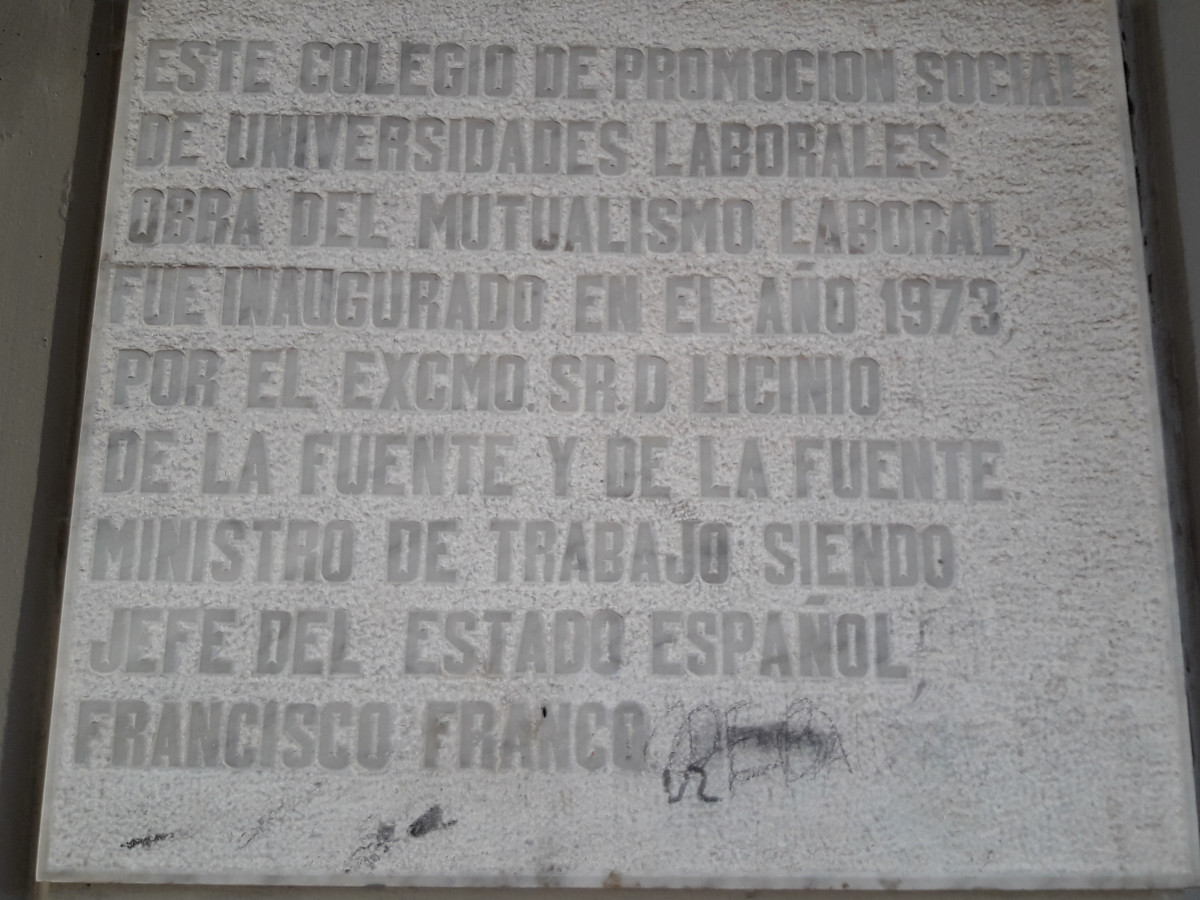 ESTE COLEGIO DE PROMOCION SOCIAL
DE UNIVERSIDADES LABORALES
OBRA DEL MUTUALISMO LABORAL,
FUE INAUGURADO EN EL AÑO 1973,
POR EL EXCMO. SR. D. LICINIO
DE LA FUENTE Y DE LA FUENTE
MINISTRO DE TRABAJO SIENDO
JEFE DEL ESTADO ESPAÑOL
FRANCISCO FRANCO